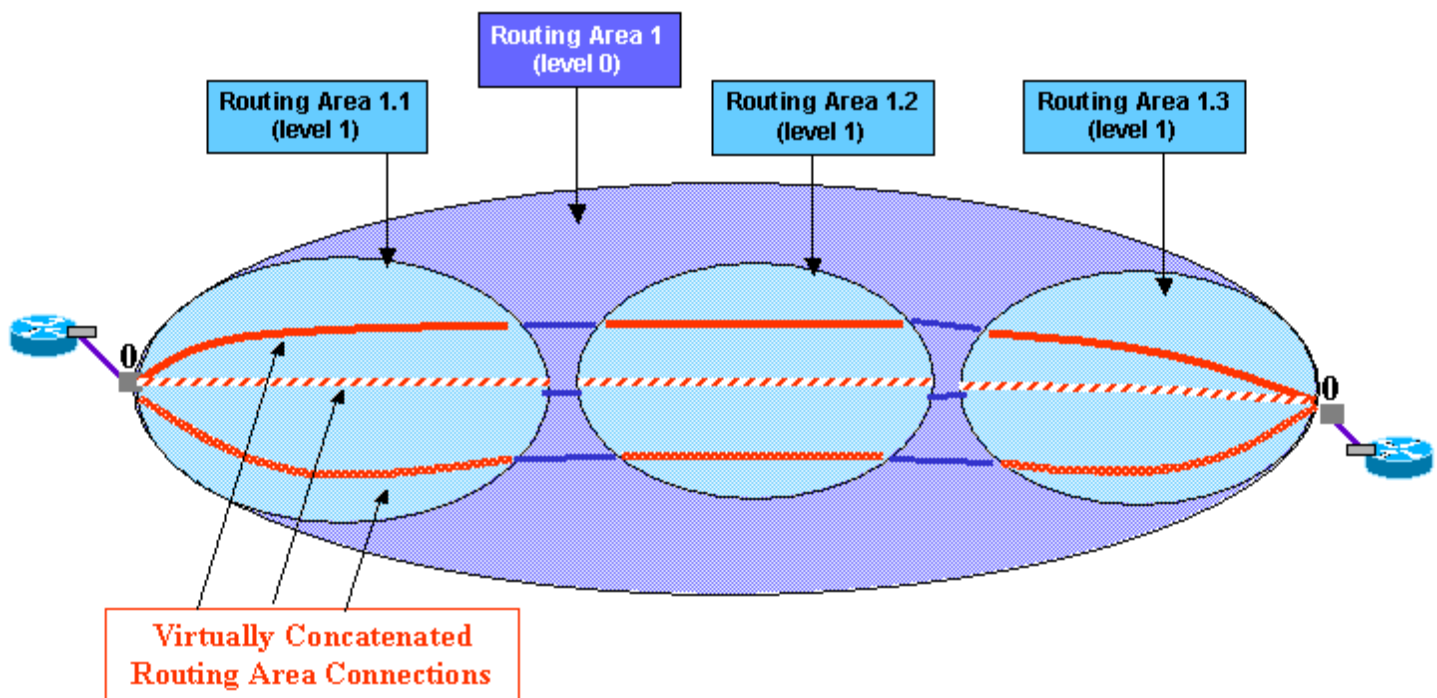 Routing Area 1
(level 0)
Routing Area 1.1
(level 1)
Routing Area 1.2
(level 1)
Routing Area 1.3
(level 1)
0
0
Virtually Concatenated
Routing Area Connections